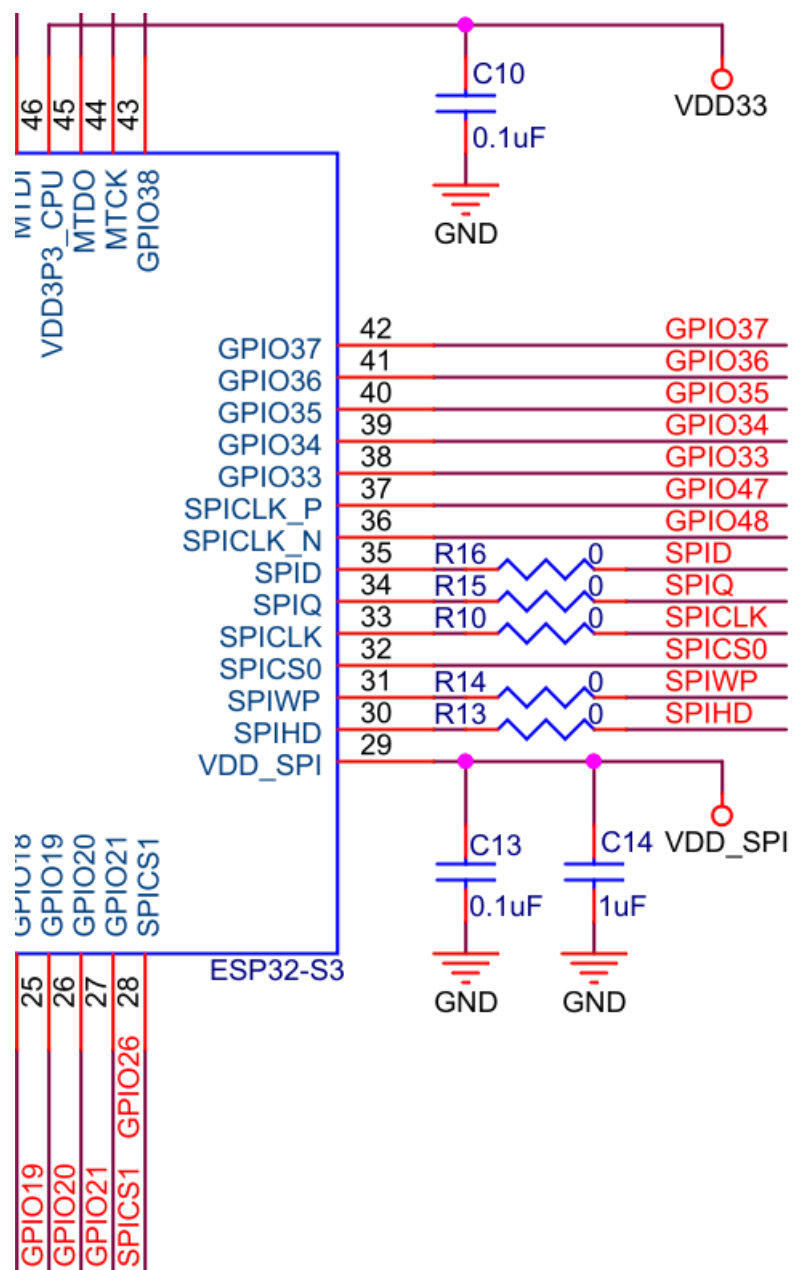 46
45
44
43
C10
0.1uF
GND
VDD33
MTDI
VDD3P3_CPU
MTDO
MTCK
GPIO38
GPIO37 42 GPIO37
GPIO36 41 GPIO36
GPIO35 40 GPIO35
GPIO34 39 GPIO34
GPIO33 38 GPIO33
SPICLK_P 37 GPIO47
SPICLK_N 36 GPIO48
SPID 35 R16 0 SPID
SPIQ 34 R15 0 SPIQ
SPICLK 33 R10 0 SPICLK
SPICS0 32 SPICS0
SPIWP 31 R14 0 SPIWP
SPIHD 30 R13 0 SPIHD
VDD_SPI 29
C13
0.1uF
GND
C14
1uF
GND
VDD_SPI
GPIO18
GPIO19
GPIO20
GPIO21
SPICS1
ESP32-S3
25
26
27
28
GPIO19
GPIO20
GPIO21
SPICS1 GPIO26